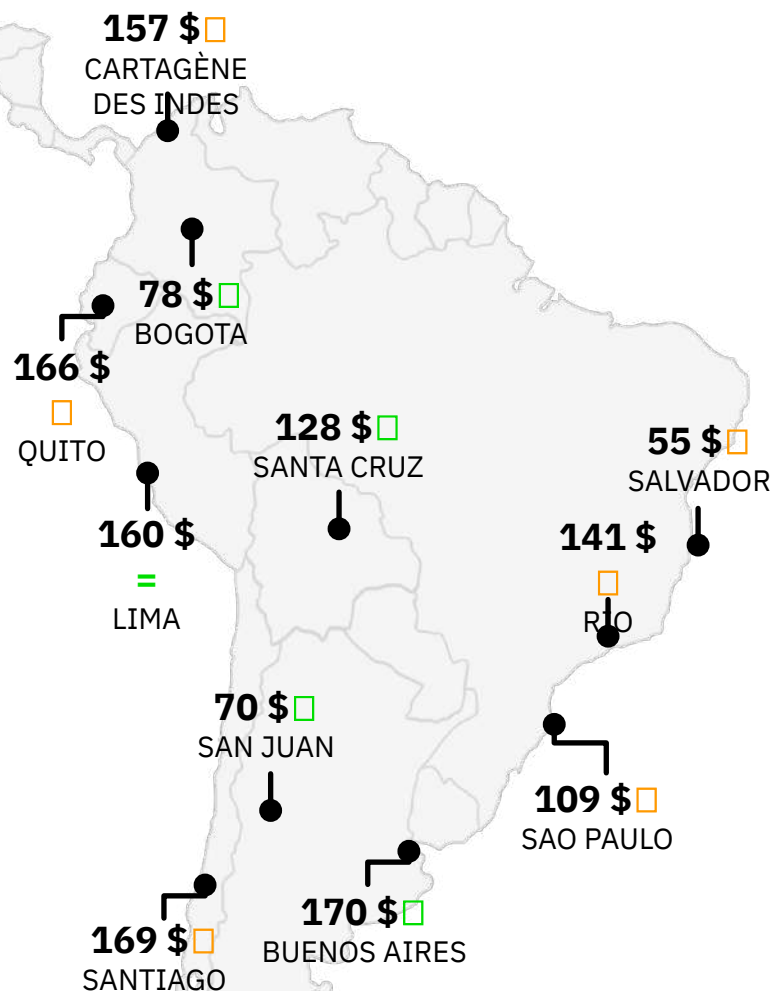 157 $
CARTAGÈNE
DES INDES
78 $
BOGOTA
166 $
QUITO
128 $
SANTA CRUZ
55 $
SALVADOR
160 $
=
LIMA
141 $
RIO
70 $
SAN JUAN
109 $
SAO PAULO
170 $
BUENOS AIRES
169 $
SANTIAGO